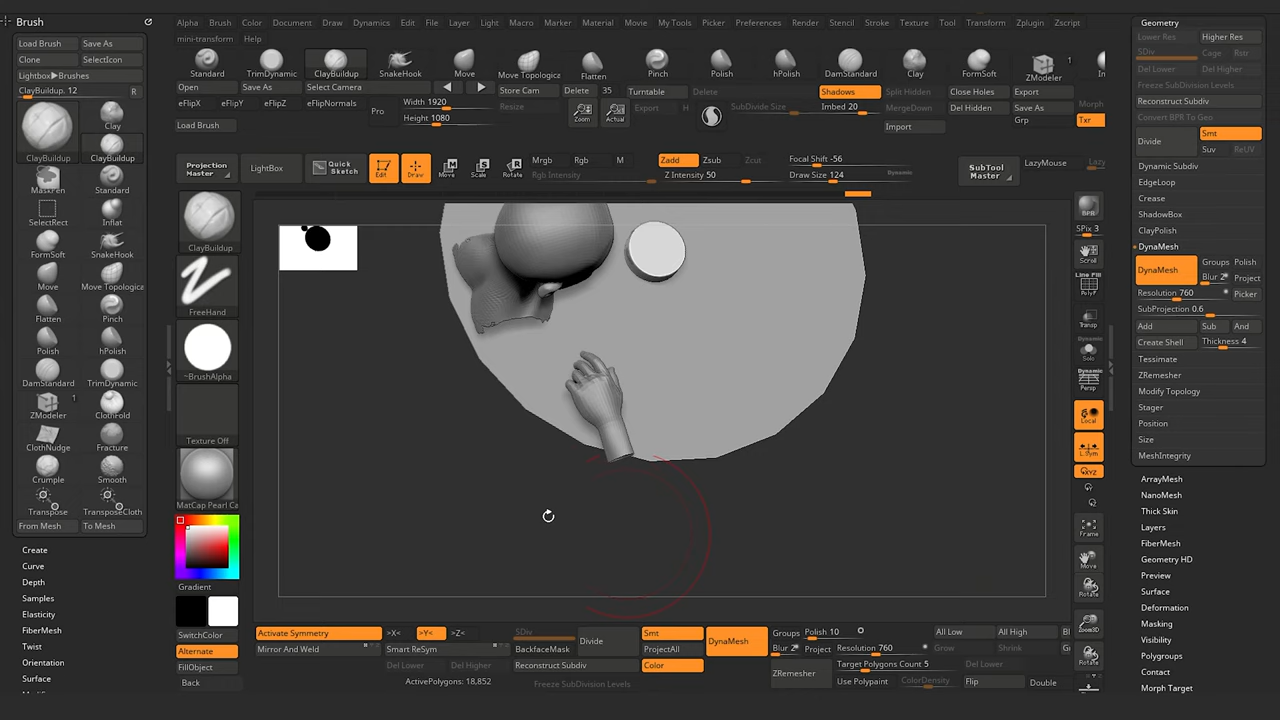 Brush
Alpha Brush Color Document Draw Dynamics Edit File Layer Light Macro Marker Material Movie My Tools Picker Preferences Render Stencil Stroke Texture Tool Transform Zplugin Zscript
mini-transform Help
Load Brush Save As
Clone SelectIcon
Lightbox▶Brushes
ClayBuildup. 12 R
Clay
ClayBuildup ClayBuildup
MaskPen Standard
SelectRect Inflat
FormSoft SnakeHook
Move Move Topologica
Flatten Pinch
Polish hPolish
DamStandard TrimDynamic
ZModeler 1 ClothFold
ClothNudge Fracture
Crumple Smooth
Transpose TransposeCloth
From Mesh To Mesh
Create
Curve
Depth
Samples
Elasticity
FiberMesh
Twist
Orientation
Surface
Standard TrimDynamic ClayBuildup SnakeHook Move Move Topologica Flatten Pinch Polish hPolish DamStandard Clay FormSoft ZModeler 1
Open Save As Select Normal Camera Store Cam Delete 35 Turntable Delete Shadows Split Hidden Close Holes Export Morph
eFlipX eFlipY eFlipZ eFlipNormals Pro Width 1920 Resize Zoom Actual Export H SubDivide Size Imbed 20 MergeDown Del Hidden Save As
Height 1080 Grp Txr
Load Brush Import
Projection Master LightBox Quick Sketch Edit Draw Move Scale Rotate
Mrgb Rgb M Zadd Zsub Zcut Focal Shift -56 LazyMouse Lazy
Rgb Intensity Z Intensity 50 Draw Size 124 Dynamic
SubTool Master
ClayBuildup
FreeHand
~BrushAlpha
Texture Off
MatCap Pearl Ca
Gradient
SwitchColor
Alternate
FillObject
Back
BPR
SPix 3
Scroll
Line Fill
PolyF
Transp
Dynamic
Solo
Dynamic
Persp
Local
L.Sym
XYZ
Frame
Move
Rotate
Zoom3D
Rotate
Activate Symmetry >X< >Y< >Z< SDiv Divide Smt DynaMesh Groups Polish 10 All Low All High
Mirror And Weld Smart ReSym BackfaceMask ProjectAll Blur 2 Project Resolution 760 Grow Shrink
Del Lower Del Higher Reconstruct Subdiv Color ZRemesher Target Polygons Count 5 Del Lower
ActivePolygons: 18,852 Freeze SubDivision Levels Use Polypaint ColorDensity Flip Double
Geometry
Lower Res Higher Res
SDiv Cage Rstr
Del Lower Del Higher
Freeze SubDivision Levels
Reconstruct Subdiv
Convert BPR To Geo
Divide Smt
Suv ReUV
Dynamic Subdiv
EdgeLoop
Crease
ShadowBox
ClayPolish
DynaMesh
DynaMesh Groups Polish
Blur 2 Project
Resolution 760 Picker
SubProjection 0.6
Add Sub And
Create Shell Thickness 4
Tessimate
ZRemesher
Modify Topology
Stager
Position
Size
MeshIntegrity
ArrayMesh
NanoMesh
Thick Skin
Layers
FiberMesh
Geometry HD
Preview
Surface
Deformation
Masking
Visibility
Polygroups
Contact
Morph Target